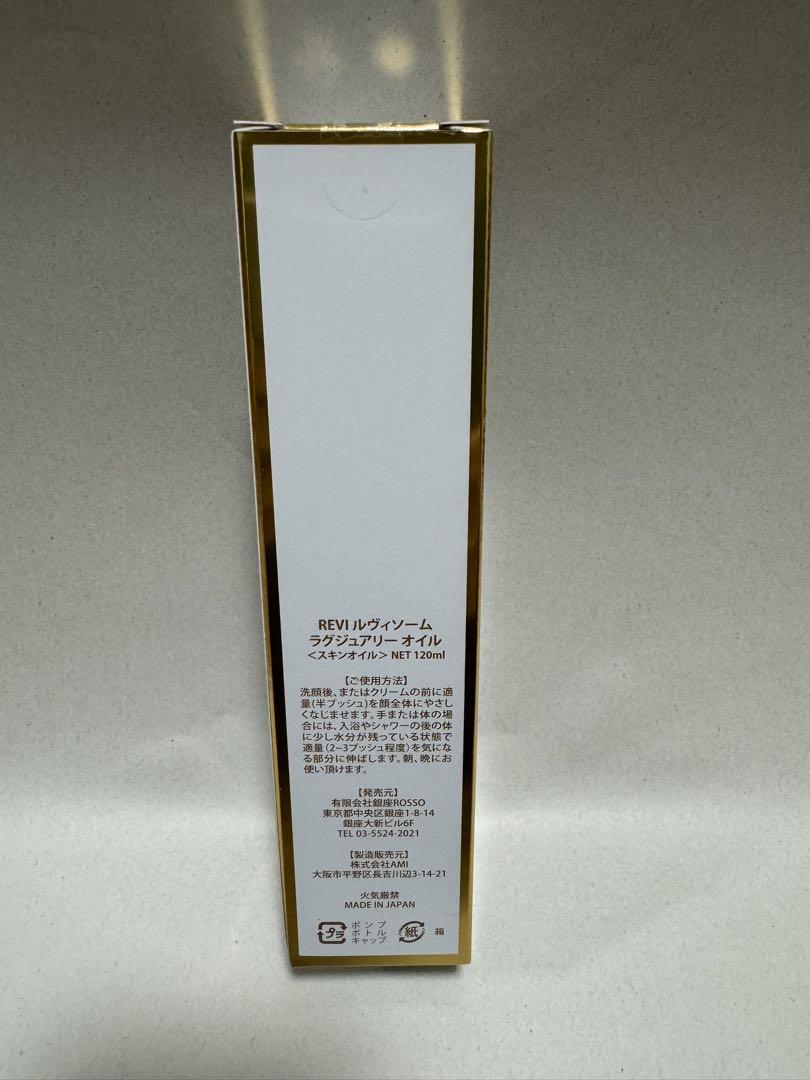 REVI ルヴィソーム
ラグジュアリー オイル
＜スキンオイル＞ NET 120ml
【ご使用方法】
洗顔後、またはクリームの前に適
量(半プッシュ)を顔全体にやさし
くなじませます。手または体の場
合には、入浴やシャワーの後の体
に少し水分が残っている状態で
適量（2~3プッシュ程度）を気にな
る部分に伸ばします。朝、晩にお
使い頂けます。
【発売元】
有限会社銀座ROSSO
東京都中央区銀座1-8-14
銀座大新ビル6F
TEL 03-5524-2021
【製造販売元】
株式会社AMI
大阪市平野区長吉川辺3-14-21
火気厳禁
MADE IN JAPAN
プラ ポンプ ボトル キャップ 紙 箱